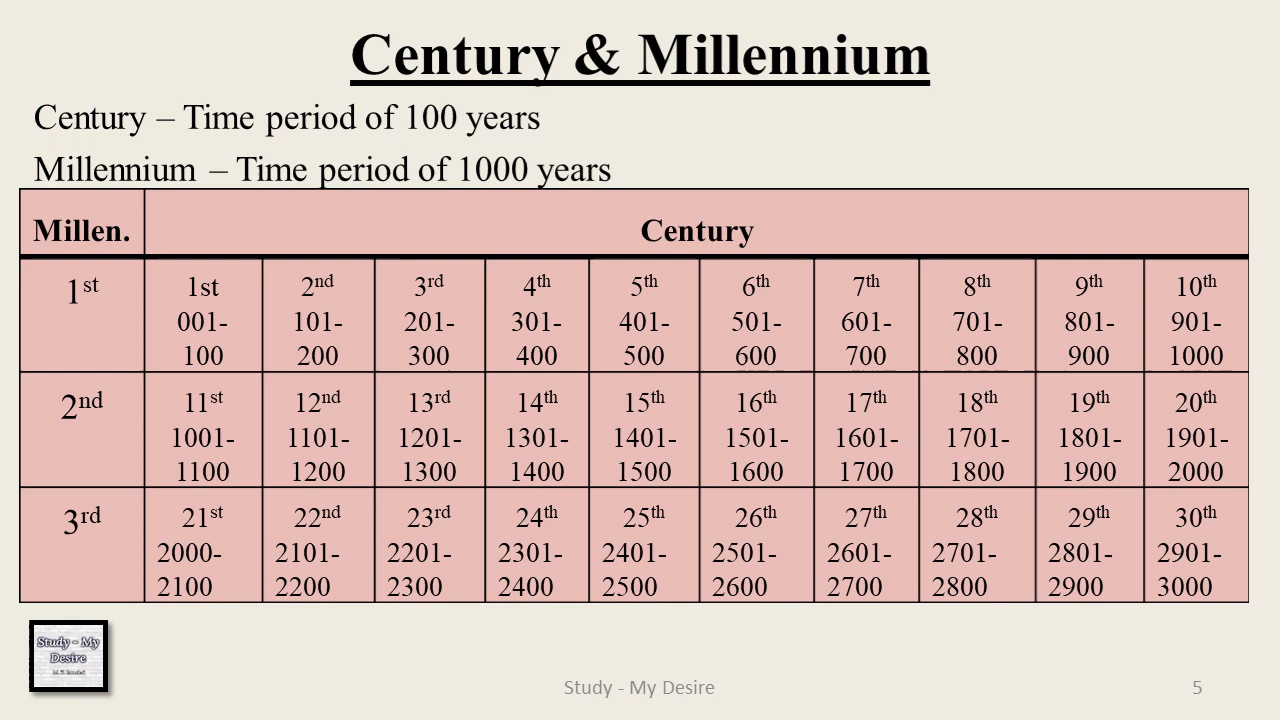 Century & Millennium
Century – Time period of 100 years
Millennium – Time period of 1000 years
Millen. Century
1st 1st 2nd 3rd 4th 5th 6th 7th 8th 9th 10th
001- 101- 201- 301- 401- 501- 601- 701- 801- 901-
100 200 300 400 500 600 700 800 900 1000
2nd 11st 12nd 13rd 14th 15th 16th 17th 18th 19th 20th
1001- 1101- 1201- 1301- 1401- 1501- 1601- 1701- 1801- 1901-
1100 1200 1300 1400 1500 1600 1700 1800 1900 2000
3rd 21st 22nd 23rd 24th 25th 26th 27th 28th 29th 30th
2000- 2101- 2201- 2301- 2401- 2501- 2601- 2701- 2801- 2901-
2100 2200 2300 2400 2500 2600 2700 2800 2900 3000
Study - My
Desire
Study - My Desire
5